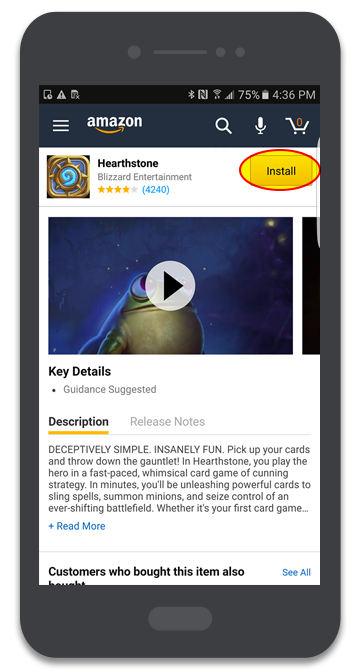 75% 4:36 PM
amazon
0
Hearthstone
Blizzard Entertainment
(4240)
Install
Key Details
• Guidance Suggested
Description Release Notes
DECEPTIVELY SIMPLE. INSANELY FUN. Pick up your cards
and throw down the gauntlet! In Hearthstone, you play the
hero in a fast-paced, whimsical card game of cunning
strategy. In minutes, you'll be unleashing powerful cards to
sling spells, summon minions, and seize control of an
ever-shifting battlefield. Whether it's your first card game…
+ Read More
Customers who bought this item also
bought
See All